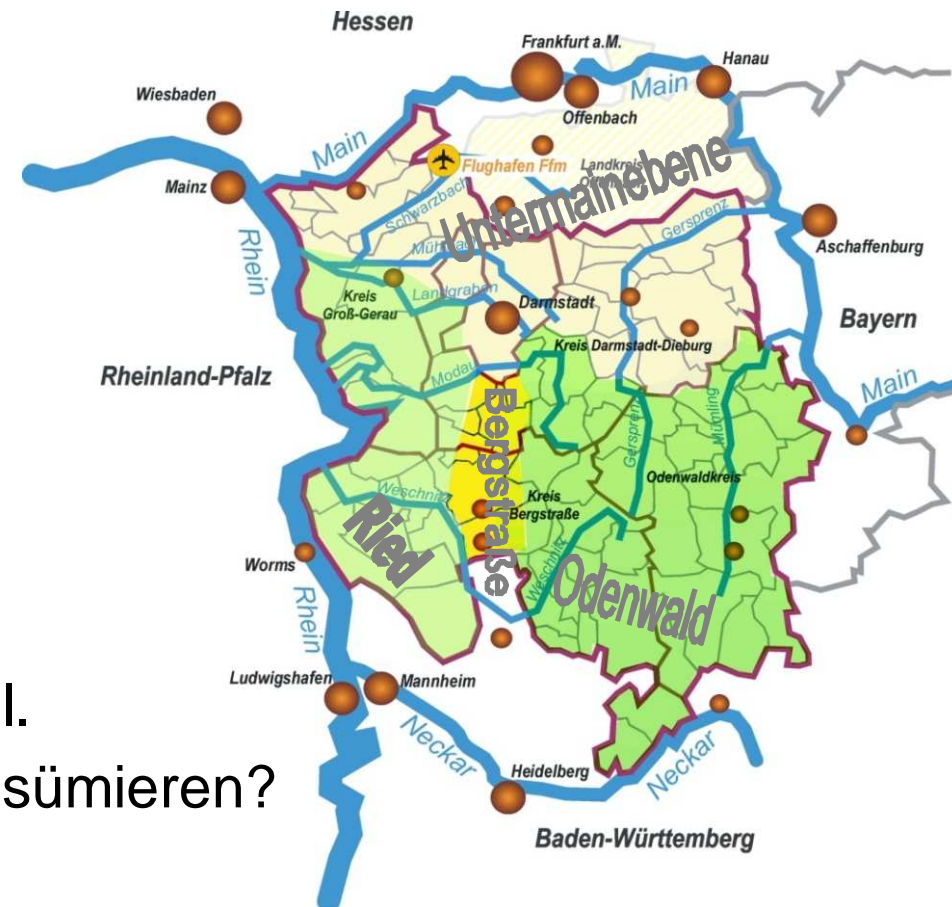 Hessen
Frankfurt a.M.
Hanau
Main
Wiesbaden
Offenbach
Main
Flughafen Ffm
Landkreis
Mainz
Untermainebene
Schwarzbach
Gersprenz
Aschaffenburg
Rhein
Landgraben
Kreis
Groß-Gerau
Darmstadt
Bayern
Kreis Darmstadt-Dieburg
Rheinland-Pfalz
Modau
Main
Bergstraße
Gersprenz
Mümling
Odenwaldkreis
Weschnitz
Kreis
Bergstraße
Ried
Worms
Weschnitz
Odenwald
Rhein
Ludwigshafen
Mannheim
l.
Neckar
Heidelberg
Neckar
sümieren?
Baden-Württemberg